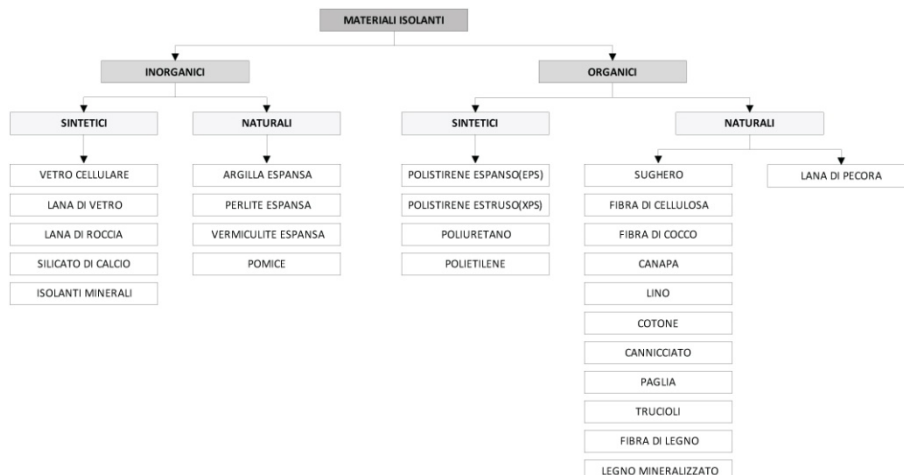 MATERIALI ISOLANTI
INORGANICI
ORGANICI
SINTETICI
NATURALI
SINTETICI
NATURALI
VETRO CELLULARE
LANA DI VETRO
LANA DI ROCCIA
SILICATO DI CALCIO
ISOLANTI MINERALI
ARGILLA ESPANSA
PERLITE ESPANSA
VERMICULITE ESPANSA
POMICE
POLISTIRENE ESPANSO(EPS)
POLISTIRENE ESTRUSO(XPS)
POLIURETANO
POLIETILENE
SUGHERO
FIBRA DI CELLULOSA
FIBRA DI COCCO
CANAPA
LINO
COTONE
CANNICCIATO
PAGLIA
TRUCIOLI
FIBRA DI LEGNO
LEGNO MINERALIZZATO
LANA DI PECORA